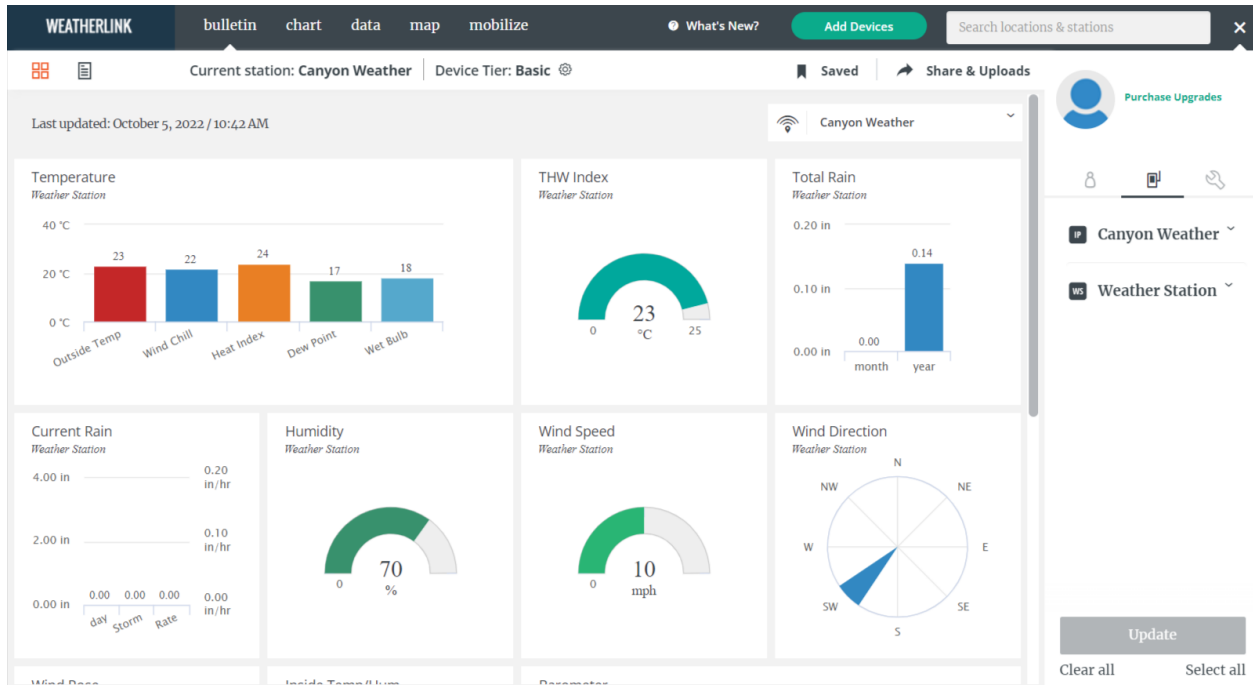 WEATHERLINK bulletin chart data map mobilize ? What's New? Add Devices Search locations & stations ×
Current station: Canyon Weather Device Tier: Basic Saved Share & Uploads
Purchase Upgrades
Last updated: October 5, 2022 / 10:42 AM
Canyon Weather
Temperature
Weather Station
40 °C
20 °C
0 °C
23
22
24
17
18
Outside Temp
Wind Chill
Heat Index
Dew Point
Wet Bulb
THW Index
Weather Station
23
°C
0
25
Total Rain
Weather Station
0.20 in
0.10 in
0.00 in
0.00
0.14
month
year
Current Rain
Weather Station
4.00 in
2.00 in
0.00 in
0.20
in/hr
0.10
in/hr
0.00
in/hr
0.00 0.00 0.00
day
Storm
Rate
Humidity
Weather Station
70
%
0
Wind Speed
Weather Station
10
mph
0
Wind Direction
Weather Station
N
NW
NE
W
E
SW
SE
S
IP Canyon Weather
WS Weather Station
Update
Clear all Select all